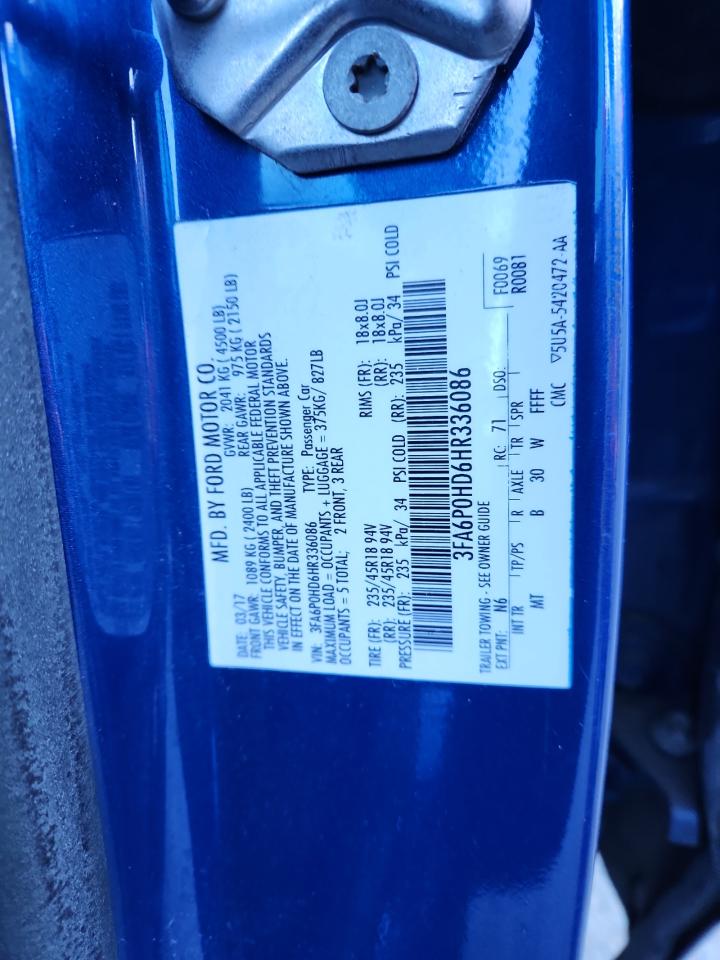 MFD. BY FORD MOTOR CO.
DATE: 03/17 GVWR: 2041 KG ( 4500 LB)
FRONT GAWR: 1089 KG ( 2400 LB) REAR GAWR: 975 KG ( 2150 LB)
THIS VEHICLE CONFORMS TO ALL APPLICABLE FEDERAL MOTOR
VEHICLE SAFETY, BUMPER, AND THEFT PREVENTION STANDARDS
IN EFFECT ON THE DATE OF MANUFACTURE SHOWN ABOVE.
VIN: 3FA6P0HD6HR336086 TYPE: Passenger Car
MAXIMUM LOAD = OCCUPANTS + LUGGAGE = 375KG/ 827LB
OCCUPANTS = 5 TOTAL; 2 FRONT, 3 REAR
TIRE (FR): 235/45R18 94V RIMS (FR): 18x8.0J
(RR): 235/45R18 94V (RR): 18x8.0J
PRESSURE (FR): 235 kPa/ 34 PSI COLD (RR): 235 kPa/ 34 PSI COLD
3FA6P0HD6HR336086
TRAILER TOWING - SEE OWNER GUIDE F0069
EXT PNT: N6 RC: 71 DSO: R0081
INT TR TP/PS R AXLE TR SPR
MT B 30 W FFFF
CMC ▽5U5A-5420472-AA